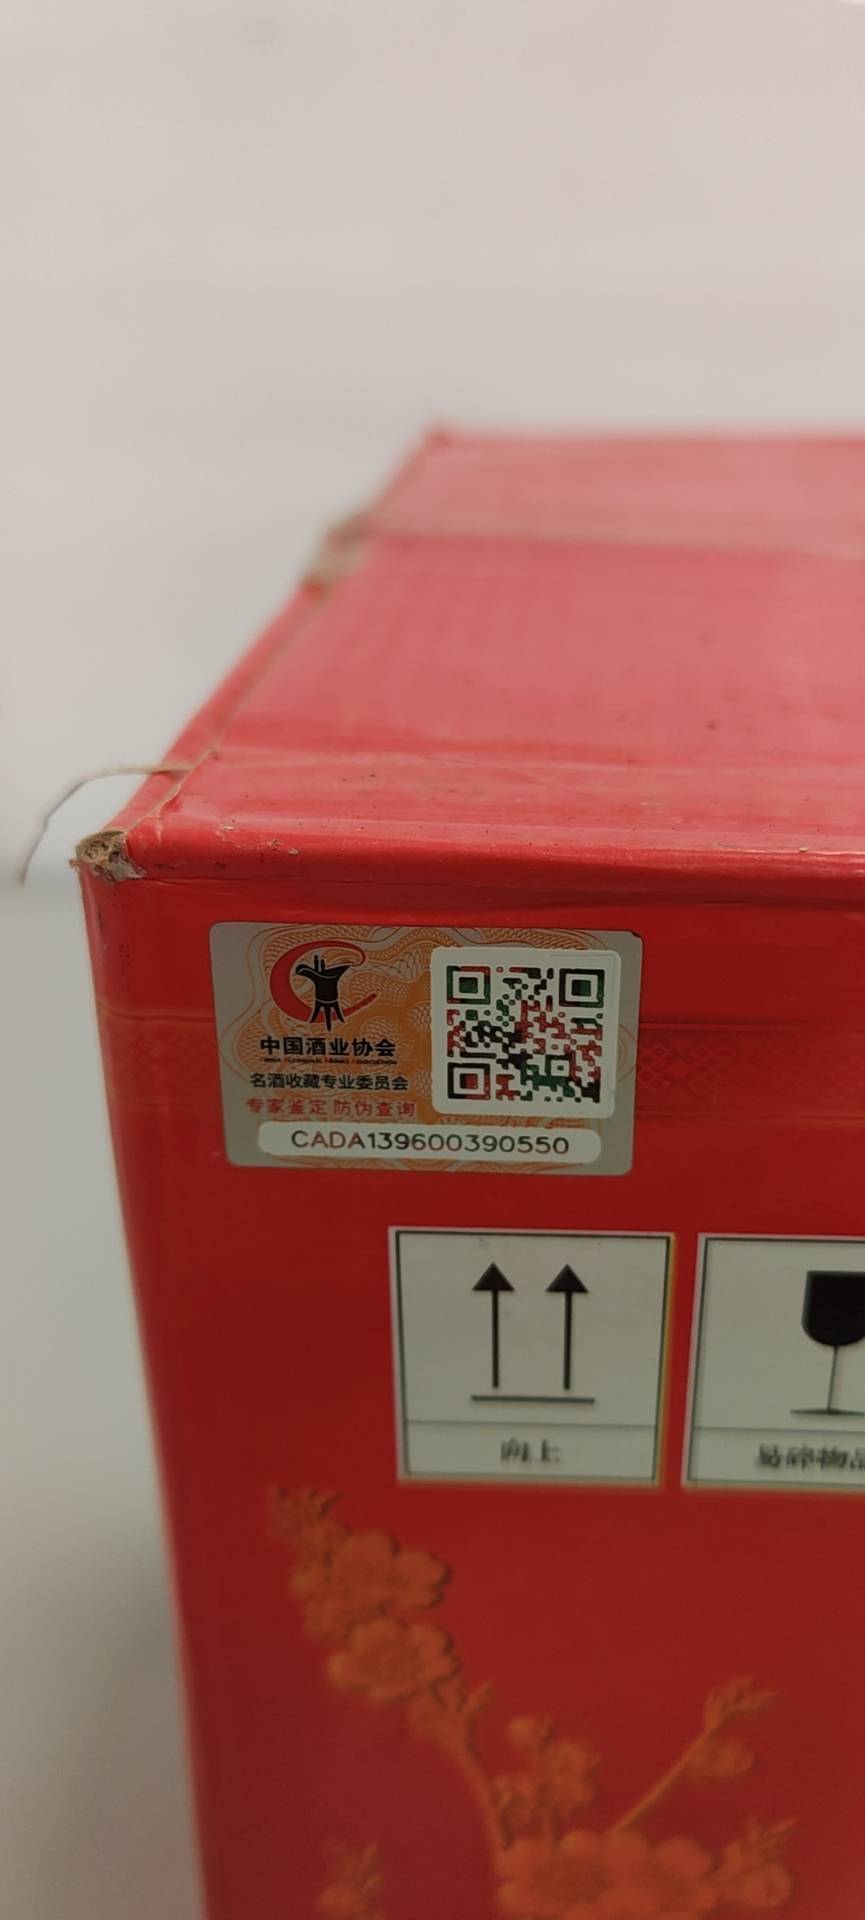 中国酒业协会
名酒收藏专业委员会
专家鉴定 防伪查询
CADA139600390550
向上
易碎物品